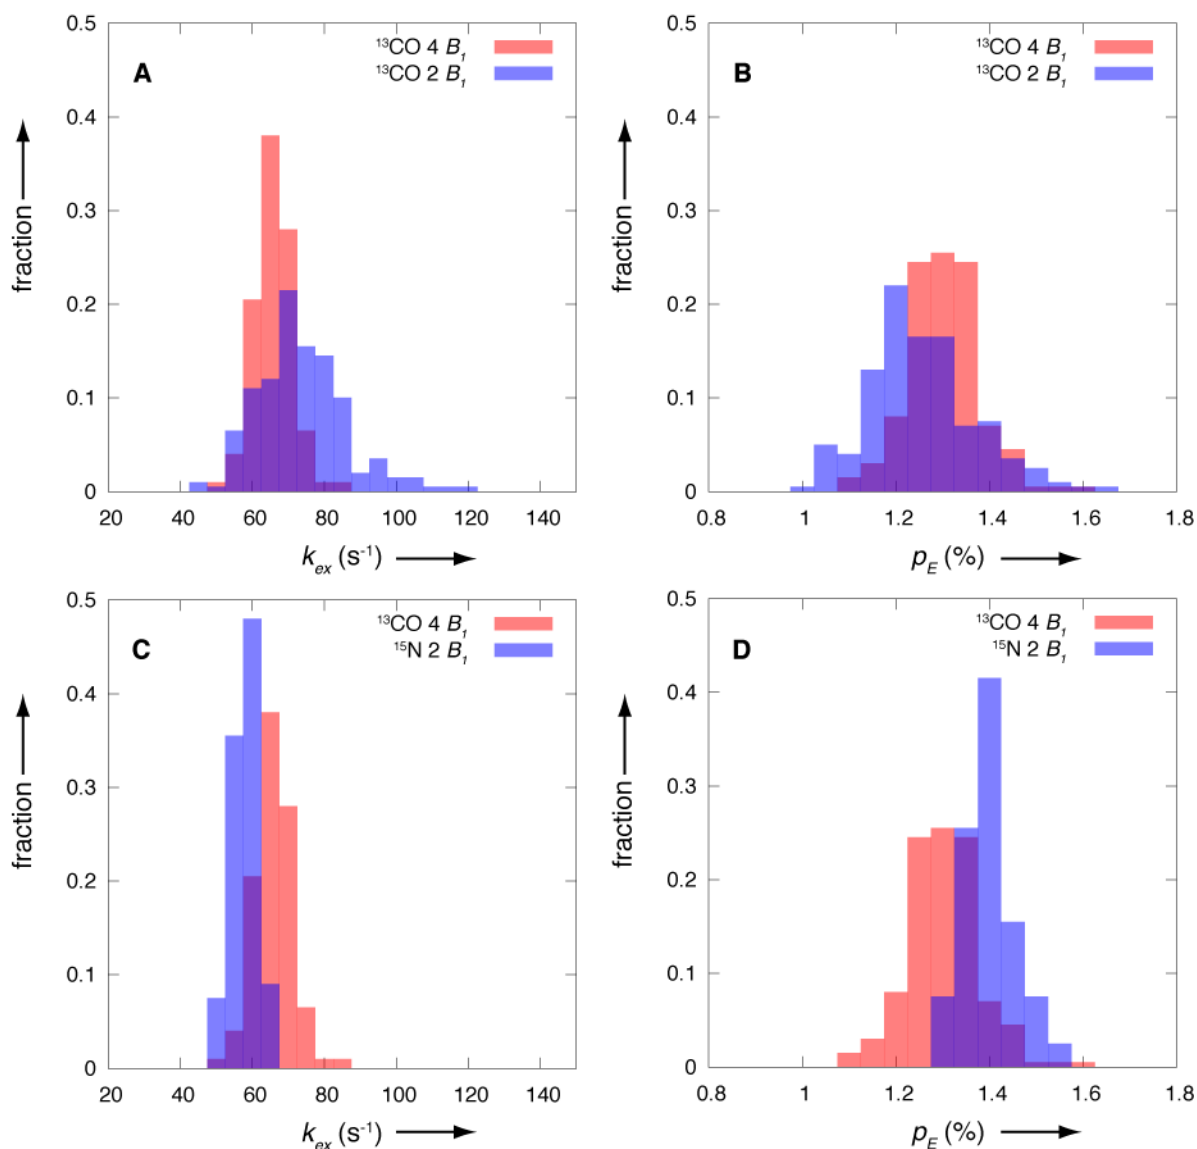 A
¹³CO 4 B₁
¹³CO 2 B₁
0.5
0.4
0.3
0.2
0.1
0
fraction
20 40 60 80 100 120 140
kₑₓ (s⁻¹)
B
¹³CO 4 B₁
¹³CO 2 B₁
0.5
0.4
0.3
0.2
0.1
0
fraction
0.8 1 1.2 1.4 1.6 1.8
p_E (%)
C
¹³CO 4 B₁
¹⁵N 2 B₁
0.5
0.4
0.3
0.2
0.1
0
fraction
20 40 60 80 100 120 140
kₑₓ (s⁻¹)
D
¹³CO 4 B₁
¹⁵N 2 B₁
0.5
0.4
0.3
0.2
0.1
0
fraction
0.8 1 1.2 1.4 1.6 1.8
p_E (%)